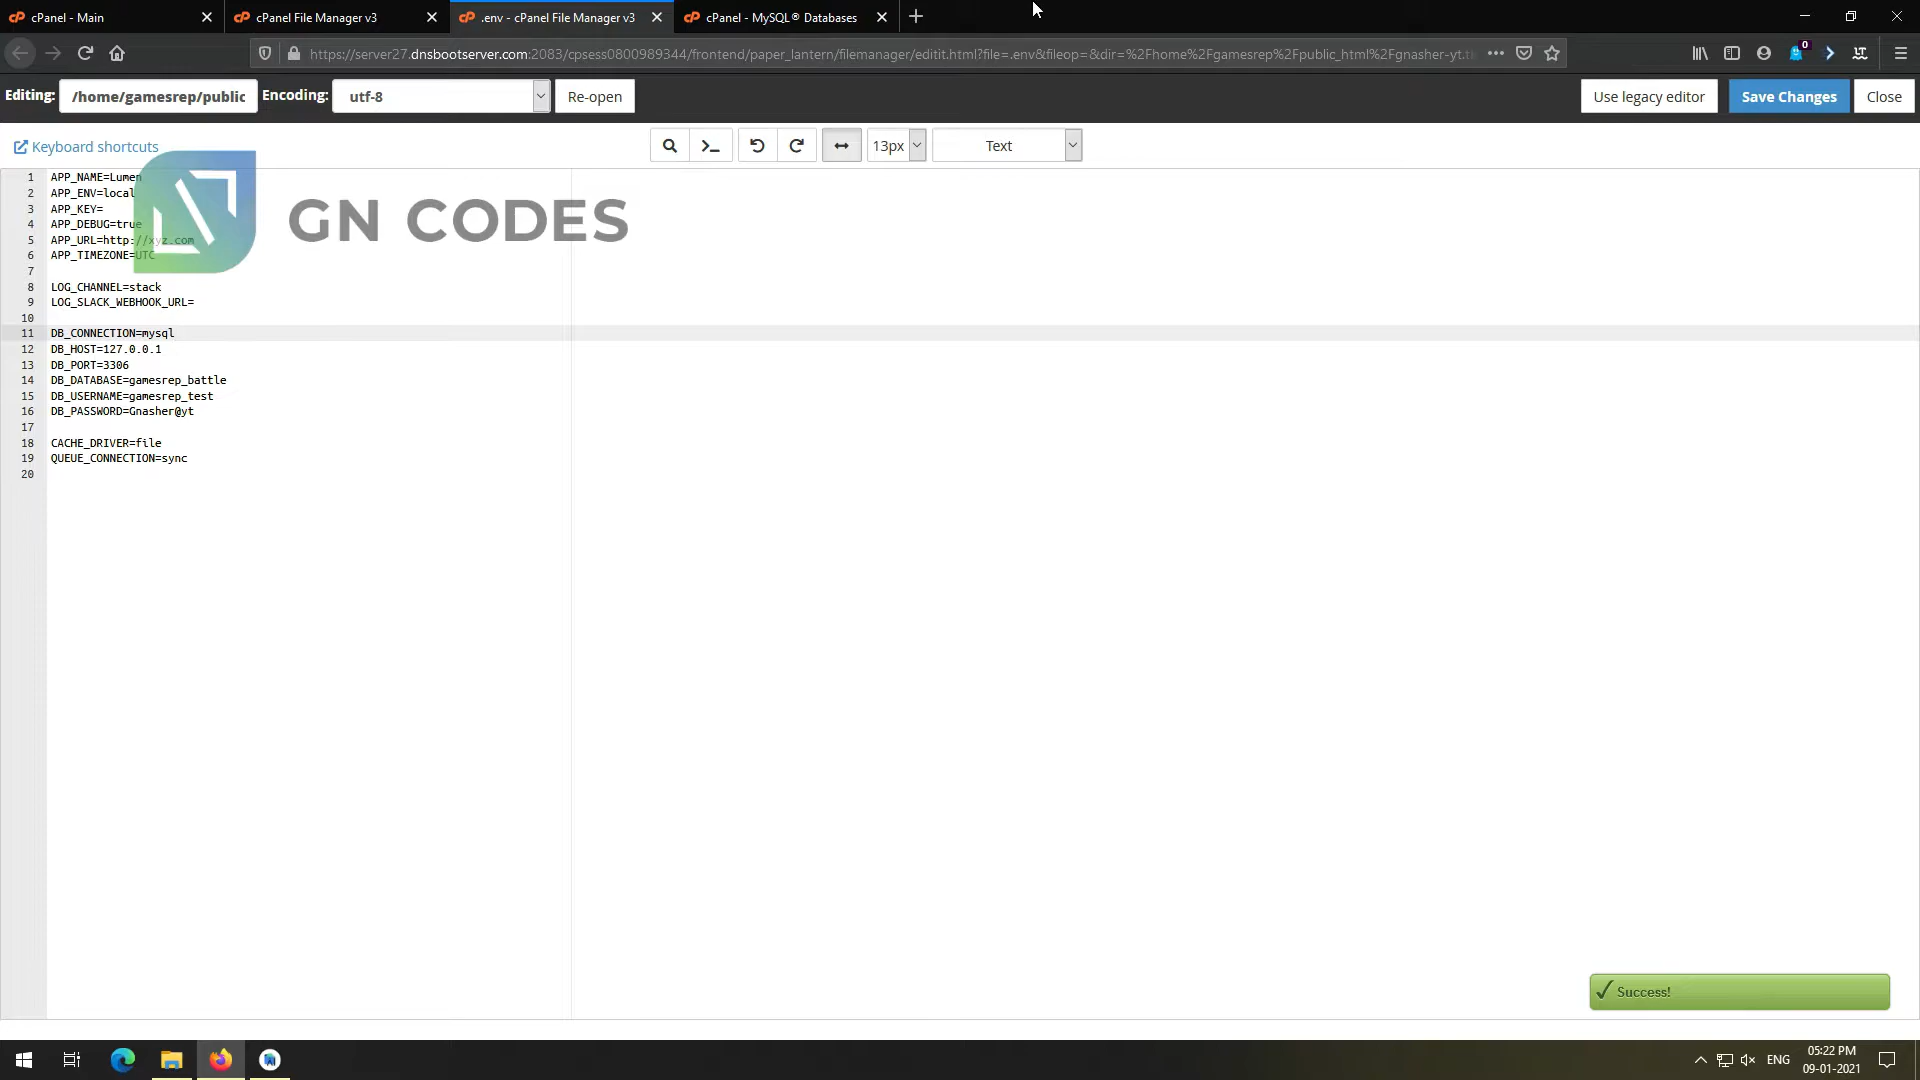 cPanel - Main
cPanel File Manager v3
.env - cPanel File Manager v3
cPanel - MySQL® Databases
https://server27.dnsbootserver.com:2083/cpsess0800989344/frontend/paper_lantern/filemanager/editit.html?file=.env&fileop=&dir=%2Fhome%2Fgamesrep%2Fpublic_html%2Fgnasher-yt.t
0
Editing:
/home/gamesrep/public
Encoding:
utf-8
Re-open
Use legacy editor
Save Changes
Close
Keyboard shortcuts
13px
Text
GN CODES
1 APP_NAME=Lumen
2 APP_ENV=local
3 APP_KEY=
4 APP_DEBUG=true
5 APP_URL=http://xyz.com
6 APP_TIMEZONE=UTC
7
8 LOG_CHANNEL=stack
9 LOG_SLACK_WEBHOOK_URL=
10
11 DB_CONNECTION=mysql
12 DB_HOST=127.0.0.1
13 DB_PORT=3306
14 DB_DATABASE=gamesrep_battle
15 DB_USERNAME=gamesrep_test
16 DB_PASSWORD=Gnasher@yt
17
18 CACHE_DRIVER=file
19 QUEUE_CONNECTION=sync
20
Success!
ENG
05:22 PM
09-01-2021